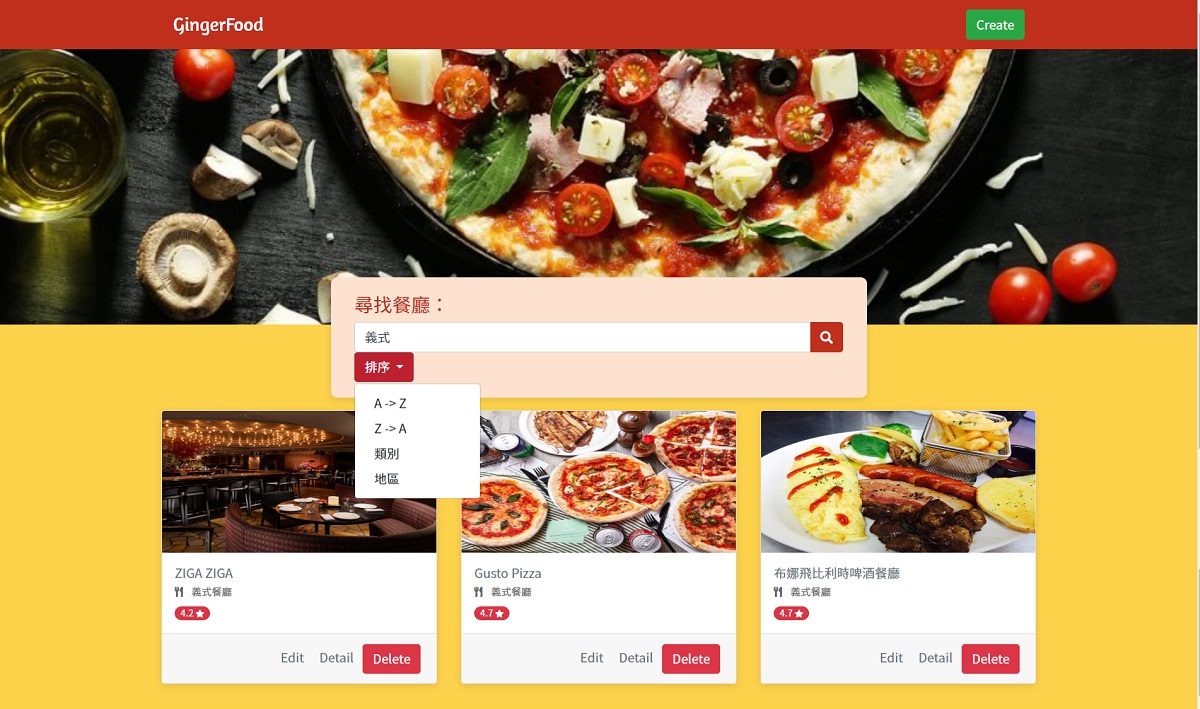 GingerFood
Create
尋找餐廳：
義式
排序
A -> Z
Z -> A
類別
地區
ZIGA ZIGA
義式餐廳
4.2
Edit Detail Delete
Gusto Pizza
義式餐廳
4.7
Edit Detail Delete
布娜飛比利時啤酒餐廳
義式餐廳
4.7
Edit Detail Delete